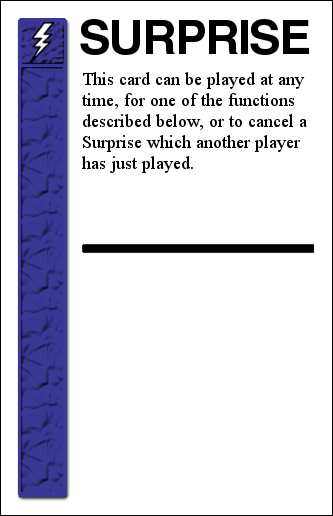 SURPRISE
This card can be played at any
time, for one of the functions
described below, or to cancel a
Surprise which another player
has just played.